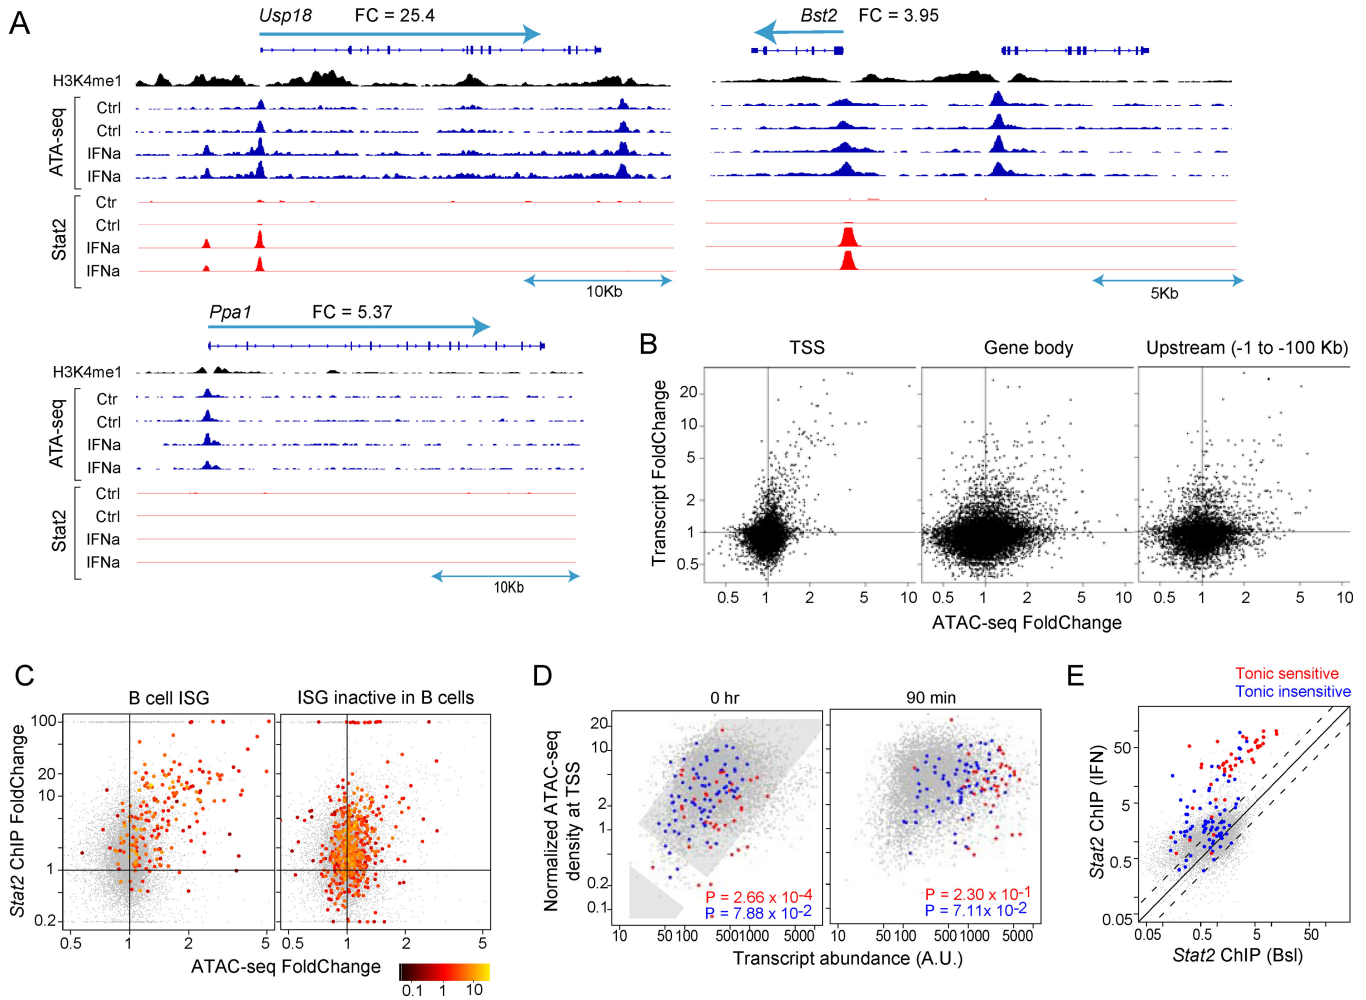 A
Usp18 FC = 25.4
H3K4me1
ATA-seq
Ctrl
Ctrl
IFNa
IFNa
Stat2
Ctr
Ctrl
IFNa
IFNa
10Kb
Bst2 FC = 3.95
5Kb
Ppa1 FC = 5.37
H3K4me1
ATA-seq
Ctr
Ctrl
IFNa
IFNa
Stat2
Ctrl
Ctrl
IFNa
IFNa
10Kb
B
TSS Gene body Upstream (-1 to -100 Kb)
Transcript FoldChange
20
10
5
2
1
0.5
0.5 1 2 5 10 0.5 1 2 5 10 0.5 1 2 5 10
ATAC-seq FoldChange
C
B cell ISG ISG inactive in B cells
Stat2 ChIP FoldChange
100
20
10
1
0.2
0.5 1 2 5 0.5 1 2 5
ATAC-seq FoldChange
0.1 1 10
D
0 hr 90 min
Normalized ATAC-seq
density at TSS
20
10
2
1
0.2
0.1
P = 2.66 x 10-4
P = 7.88 x 10-2
P = 2.30 x 10-1
P = 7.11x 10-2
10 50 100 500 1000 5000 10 50 100 500 1000 5000
Transcript abundance (A.U.)
E
Tonic sensitive
Tonic insensitive
Stat2 ChIP (IFN)
50
5
0.5
0.05
0.05 0.5 5 50
Stat2 ChIP (Bsl)